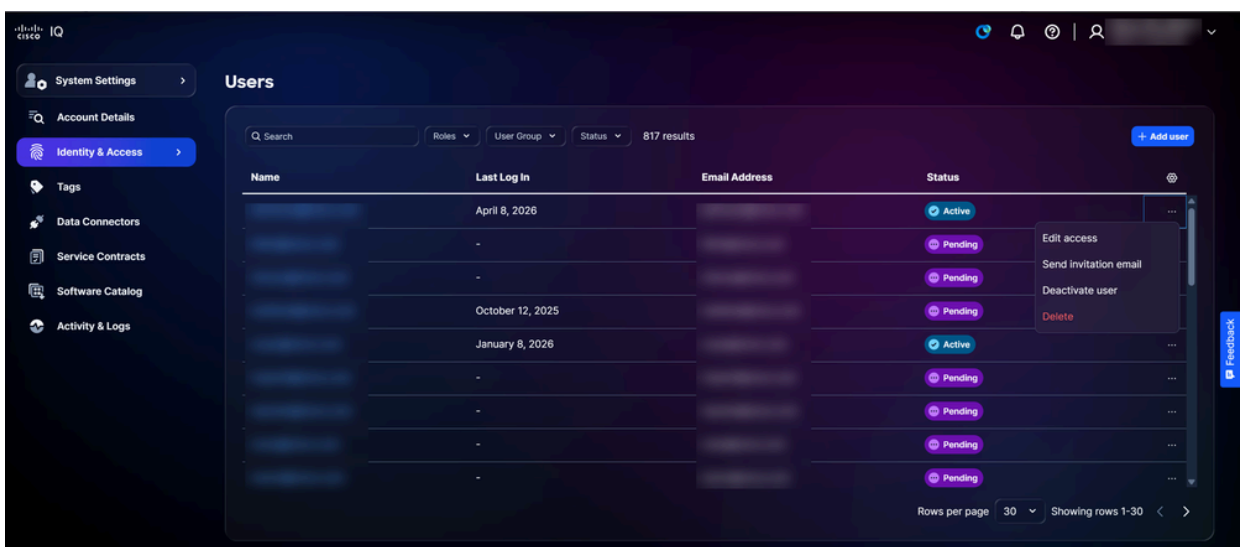 cisco IQ
System Settings
Account Details
Identity & Access
Tags
Data Connectors
Service Contracts
Software Catalog
Activity & Logs
Users
Search Roles User Group Status 817 results + Add user
Name Last Log In Email Address Status
April 8, 2026 Active ...
- Pending
- Pending
October 12, 2025 Pending
January 8, 2026 Active ...
- Pending ...
- Pending ...
- Pending ...
- Pending ...
Edit access
Send invitation email
Deactivate user
Delete
Rows per page 30 Showing rows 1-30
Feedback